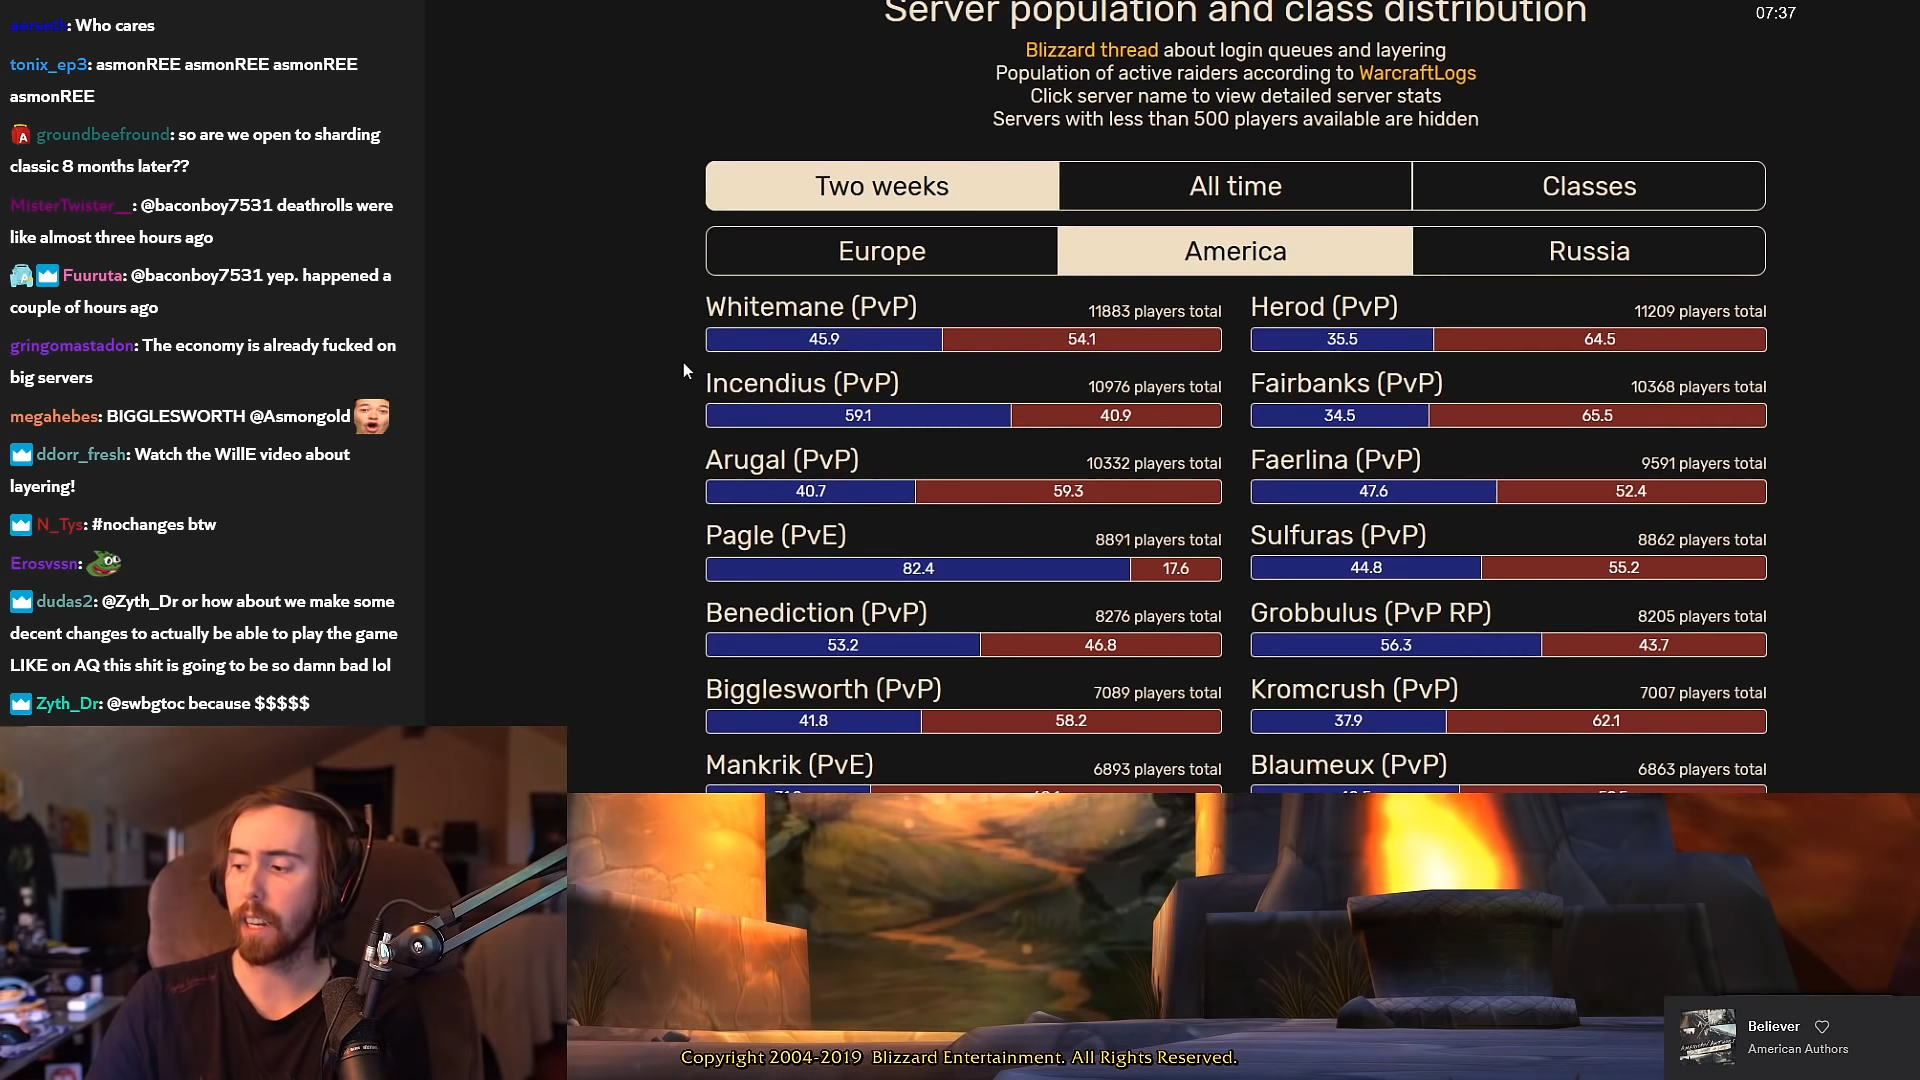 aerseth: Who cares
tonix_ep3: asmonREE asmonREE asmonREE
asmonREE
groundbeefround: so are we open to sharding
classic 8 months later??
MisterTwister__: @baconboy7531 deathrolls were
like almost three hours ago
Fuuruta: @baconboy7531 yep. happened a
couple of hours ago
gringomastadon: The economy is already fucked on
big servers
megahebes: BIGGLESWORTH @Asmongold
ddorr_fresh: Watch the WillE video about
layering!
N_Tys: #nochanges btw
Erosvssn:
dudas2: @Zyth_Dr or how about we make some
decent changes to actually be able to play the game
LIKE on AQ this shit is going to be so damn bad lol
Zyth_Dr: @swbgtoc because $$$$$
Server population and class distribution
07:37
Blizzard thread about login queues and layering
Population of active raiders according to WarcraftLogs
Click server name to view detailed server stats
Servers with less than 500 players available are hidden
Two weeks All time Classes
Europe America Russia
Whitemane (PvP) 11883 players total
45.9 54.1
Herod (PvP) 11209 players total
35.5 64.5
Incendius (PvP) 10976 players total
59.1 40.9
Fairbanks (PvP) 10368 players total
34.5 65.5
Arugal (PvP) 10332 players total
40.7 59.3
Faerlina (PvP) 9591 players total
47.6 52.4
Pagle (PvE) 8891 players total
82.4 17.6
Sulfuras (PvP) 8862 players total
44.8 55.2
Benediction (PvP) 8276 players total
53.2 46.8
Grobbulus (PvP RP) 8205 players total
56.3 43.7
Bigglesworth (PvP) 7089 players total
41.8 58.2
Kromcrush (PvP) 7007 players total
37.9 62.1
Mankrik (PvE) 6893 players total
Blaumeux (PvP) 6863 players total
Copyright 2004-2019 Blizzard Entertainment. All Rights Reserved.
Believer
American Authors